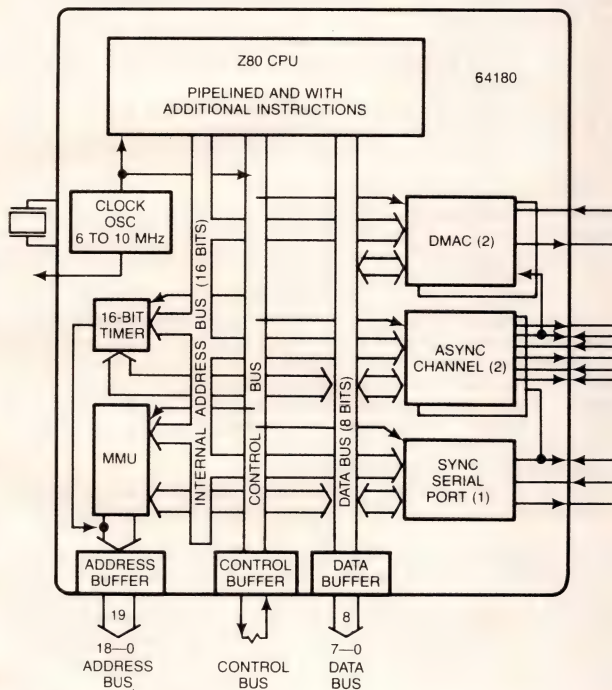 Z80 CPU
PIPELINED AND WITH
ADDITIONAL INSTRUCTIONS
64180
CLOCK
OSC
6 TO 10 MHz
DMAC (2)
16-BIT
TIMER
ASYNC
CHANNEL (2)
MMU
SYNC
SERIAL
PORT (1)
INTERNAL ADDRESS BUS (16 BITS)
CONTROL BUS
DATA BUS (8 BITS)
ADDRESS
BUFFER
CONTROL
BUFFER
DATA
BUFFER
19
8
18—0
ADDRESS
BUS
CONTROL
BUS
7—0
DATA
BUS